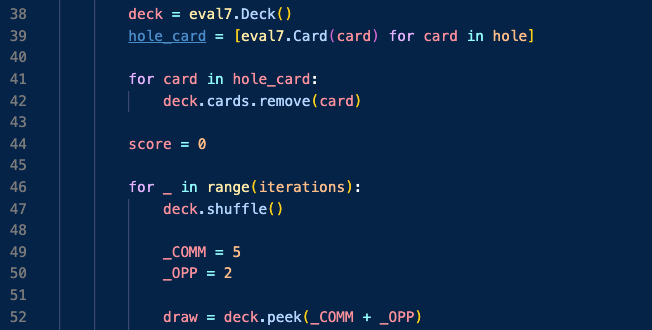 38 deck = eval7.Deck()
39 hole_card = [eval7.Card(card) for card in hole]
40
41 for card in hole_card:
42     deck.cards.remove(card)
43
44 score = 0
45
46 for _ in range(iterations):
47     deck.shuffle()
48
49     _COMM = 5
50     _OPP = 2
51
52     draw = deck.peek(_COMM + _OPP)